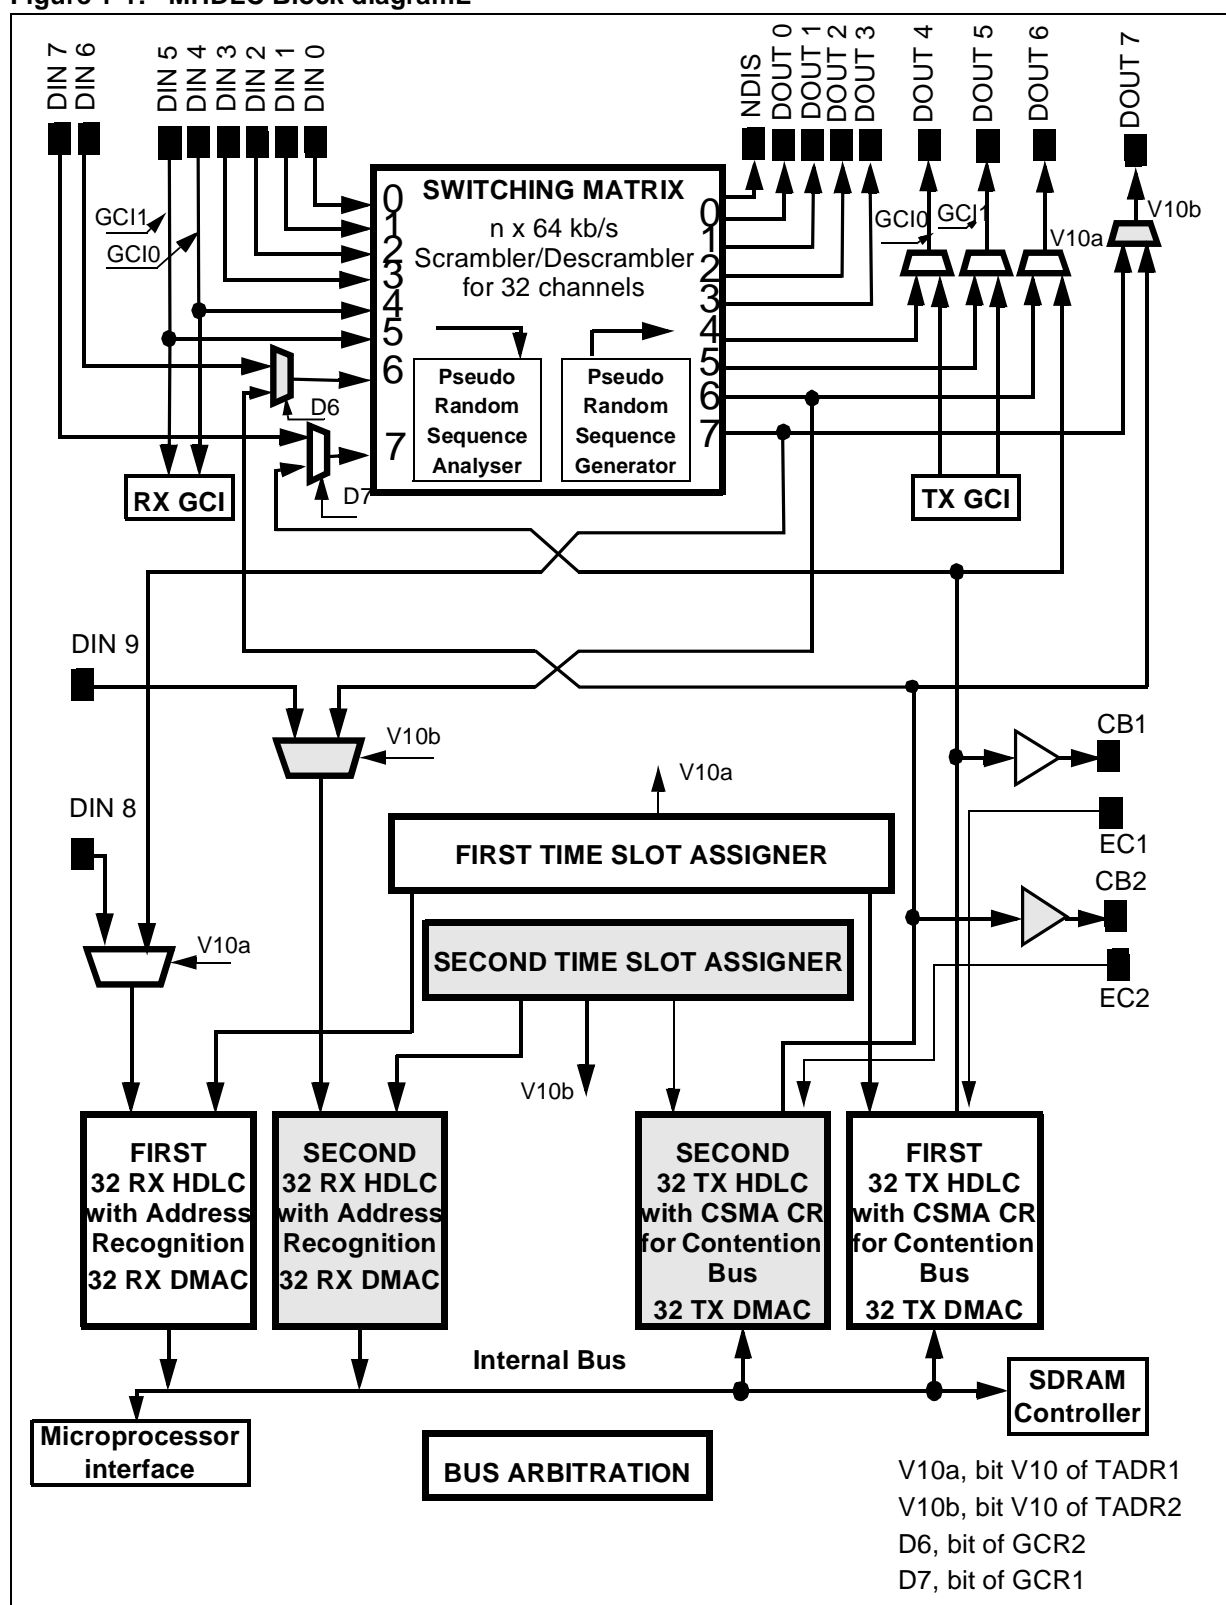 DIN 7
DIN 6
DIN 5
DIN 4
DIN 3
DIN 2
DIN 1
DIN 0
NDIS
DOUT 0
DOUT 1
DOUT 2
DOUT 3
DOUT 4
DOUT 5
DOUT 6
DOUT 7
GCI1
GCI0
0
1
2
3
4
5
6
7
SWITCHING MATRIX
n x 64 kb/s
Scrambler/Descrambler
for 32 channels
Pseudo
Random
Sequence
Analyser
Pseudo
Random
Sequence
Generator
0
1
2
3
4
5
6
7
GCI0
GCI1
V10a
V10b
D6
D7
RX GCI
TX GCI
DIN 9
V10b
CB1
V10a
DIN 8
EC1
FIRST TIME SLOT ASSIGNER
CB2
V10a
SECOND TIME SLOT ASSIGNER
EC2
V10b
FIRST
32 RX HDLC
with Address
Recognition
32 RX DMAC
SECOND
32 RX HDLC
with Address
Recognition
32 RX DMAC
SECOND
32 TX HDLC
with CSMA CR
for Contention
Bus
32 TX DMAC
FIRST
32 TX HDLC
with CSMA CR
for Contention
Bus
32 TX DMAC
Internal Bus
SDRAM
Controller
Microprocessor
interface
BUS ARBITRATION
V10a, bit V10 of TADR1
V10b, bit V10 of TADR2
D6, bit of GCR2
D7, bit of GCR1